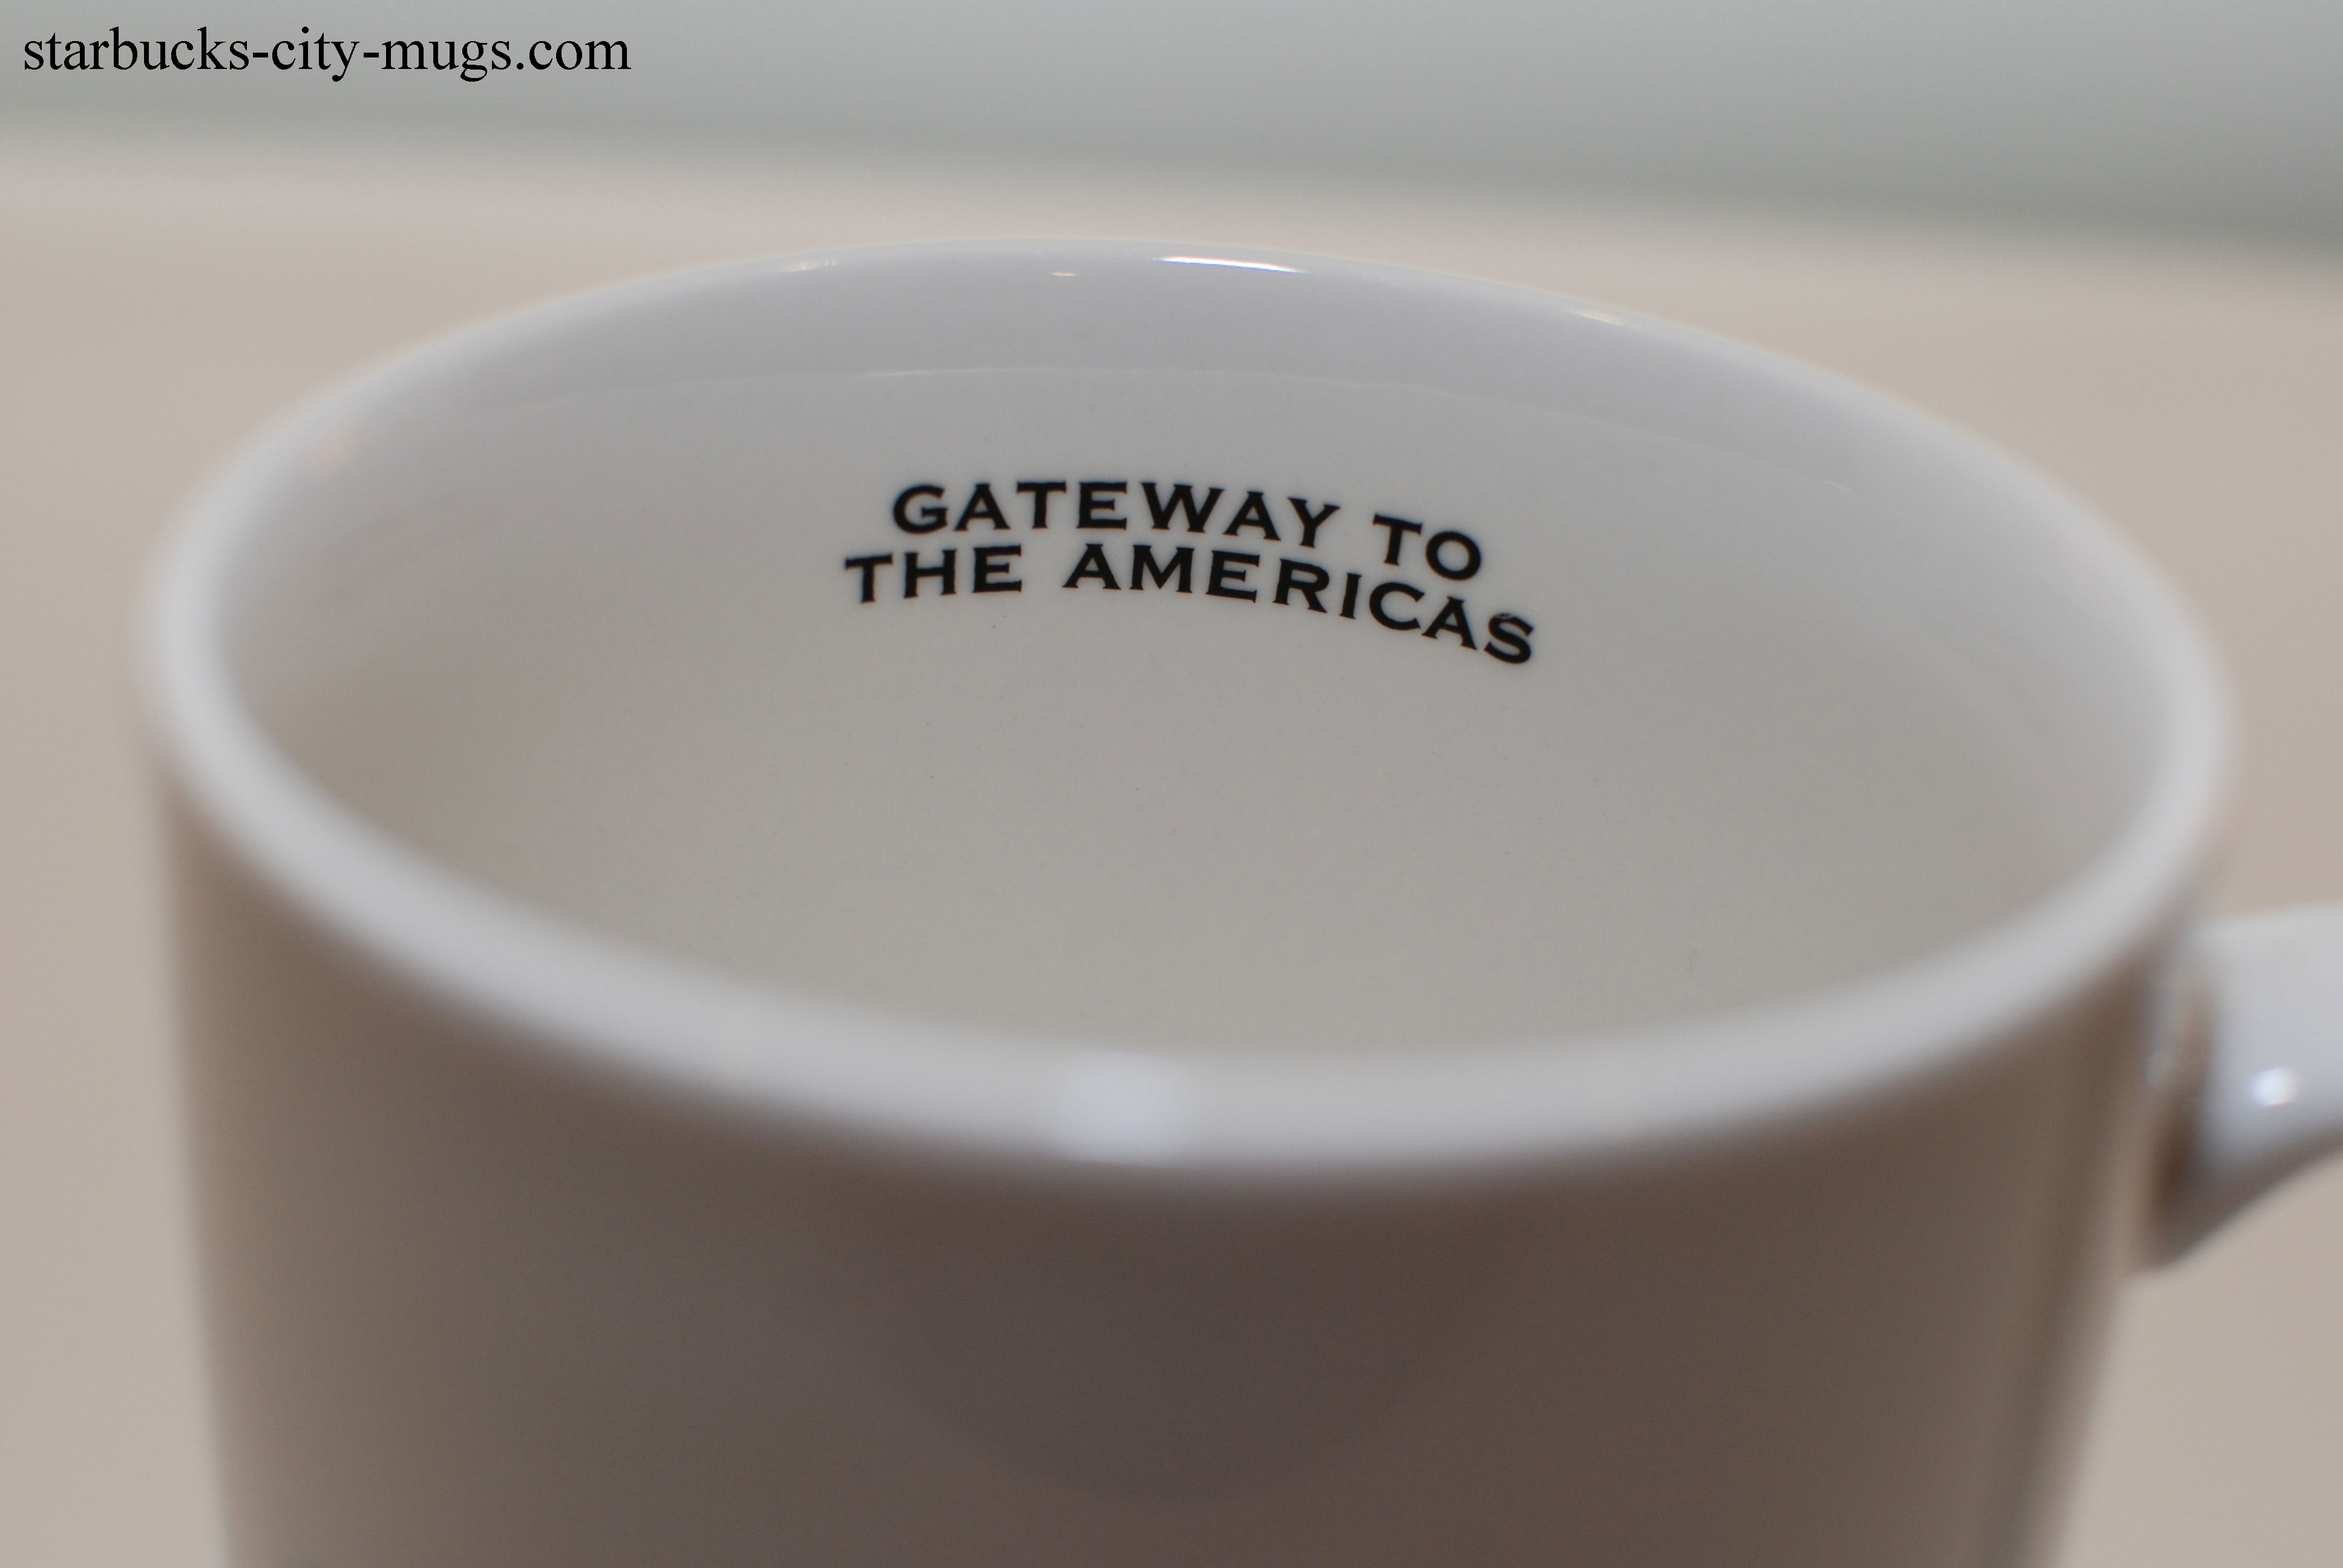 starbucks-city-mugs.com
GATEWAY TO
THE AMERICAS